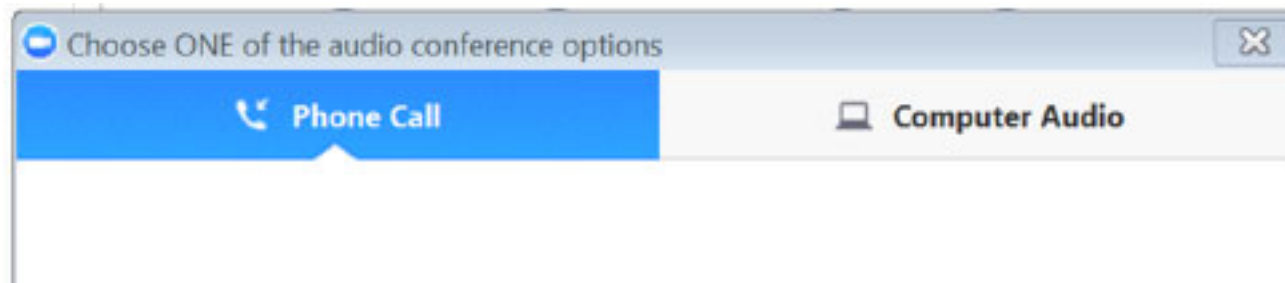 Choose ONE of the audio conference options
Phone Call
Computer Audio